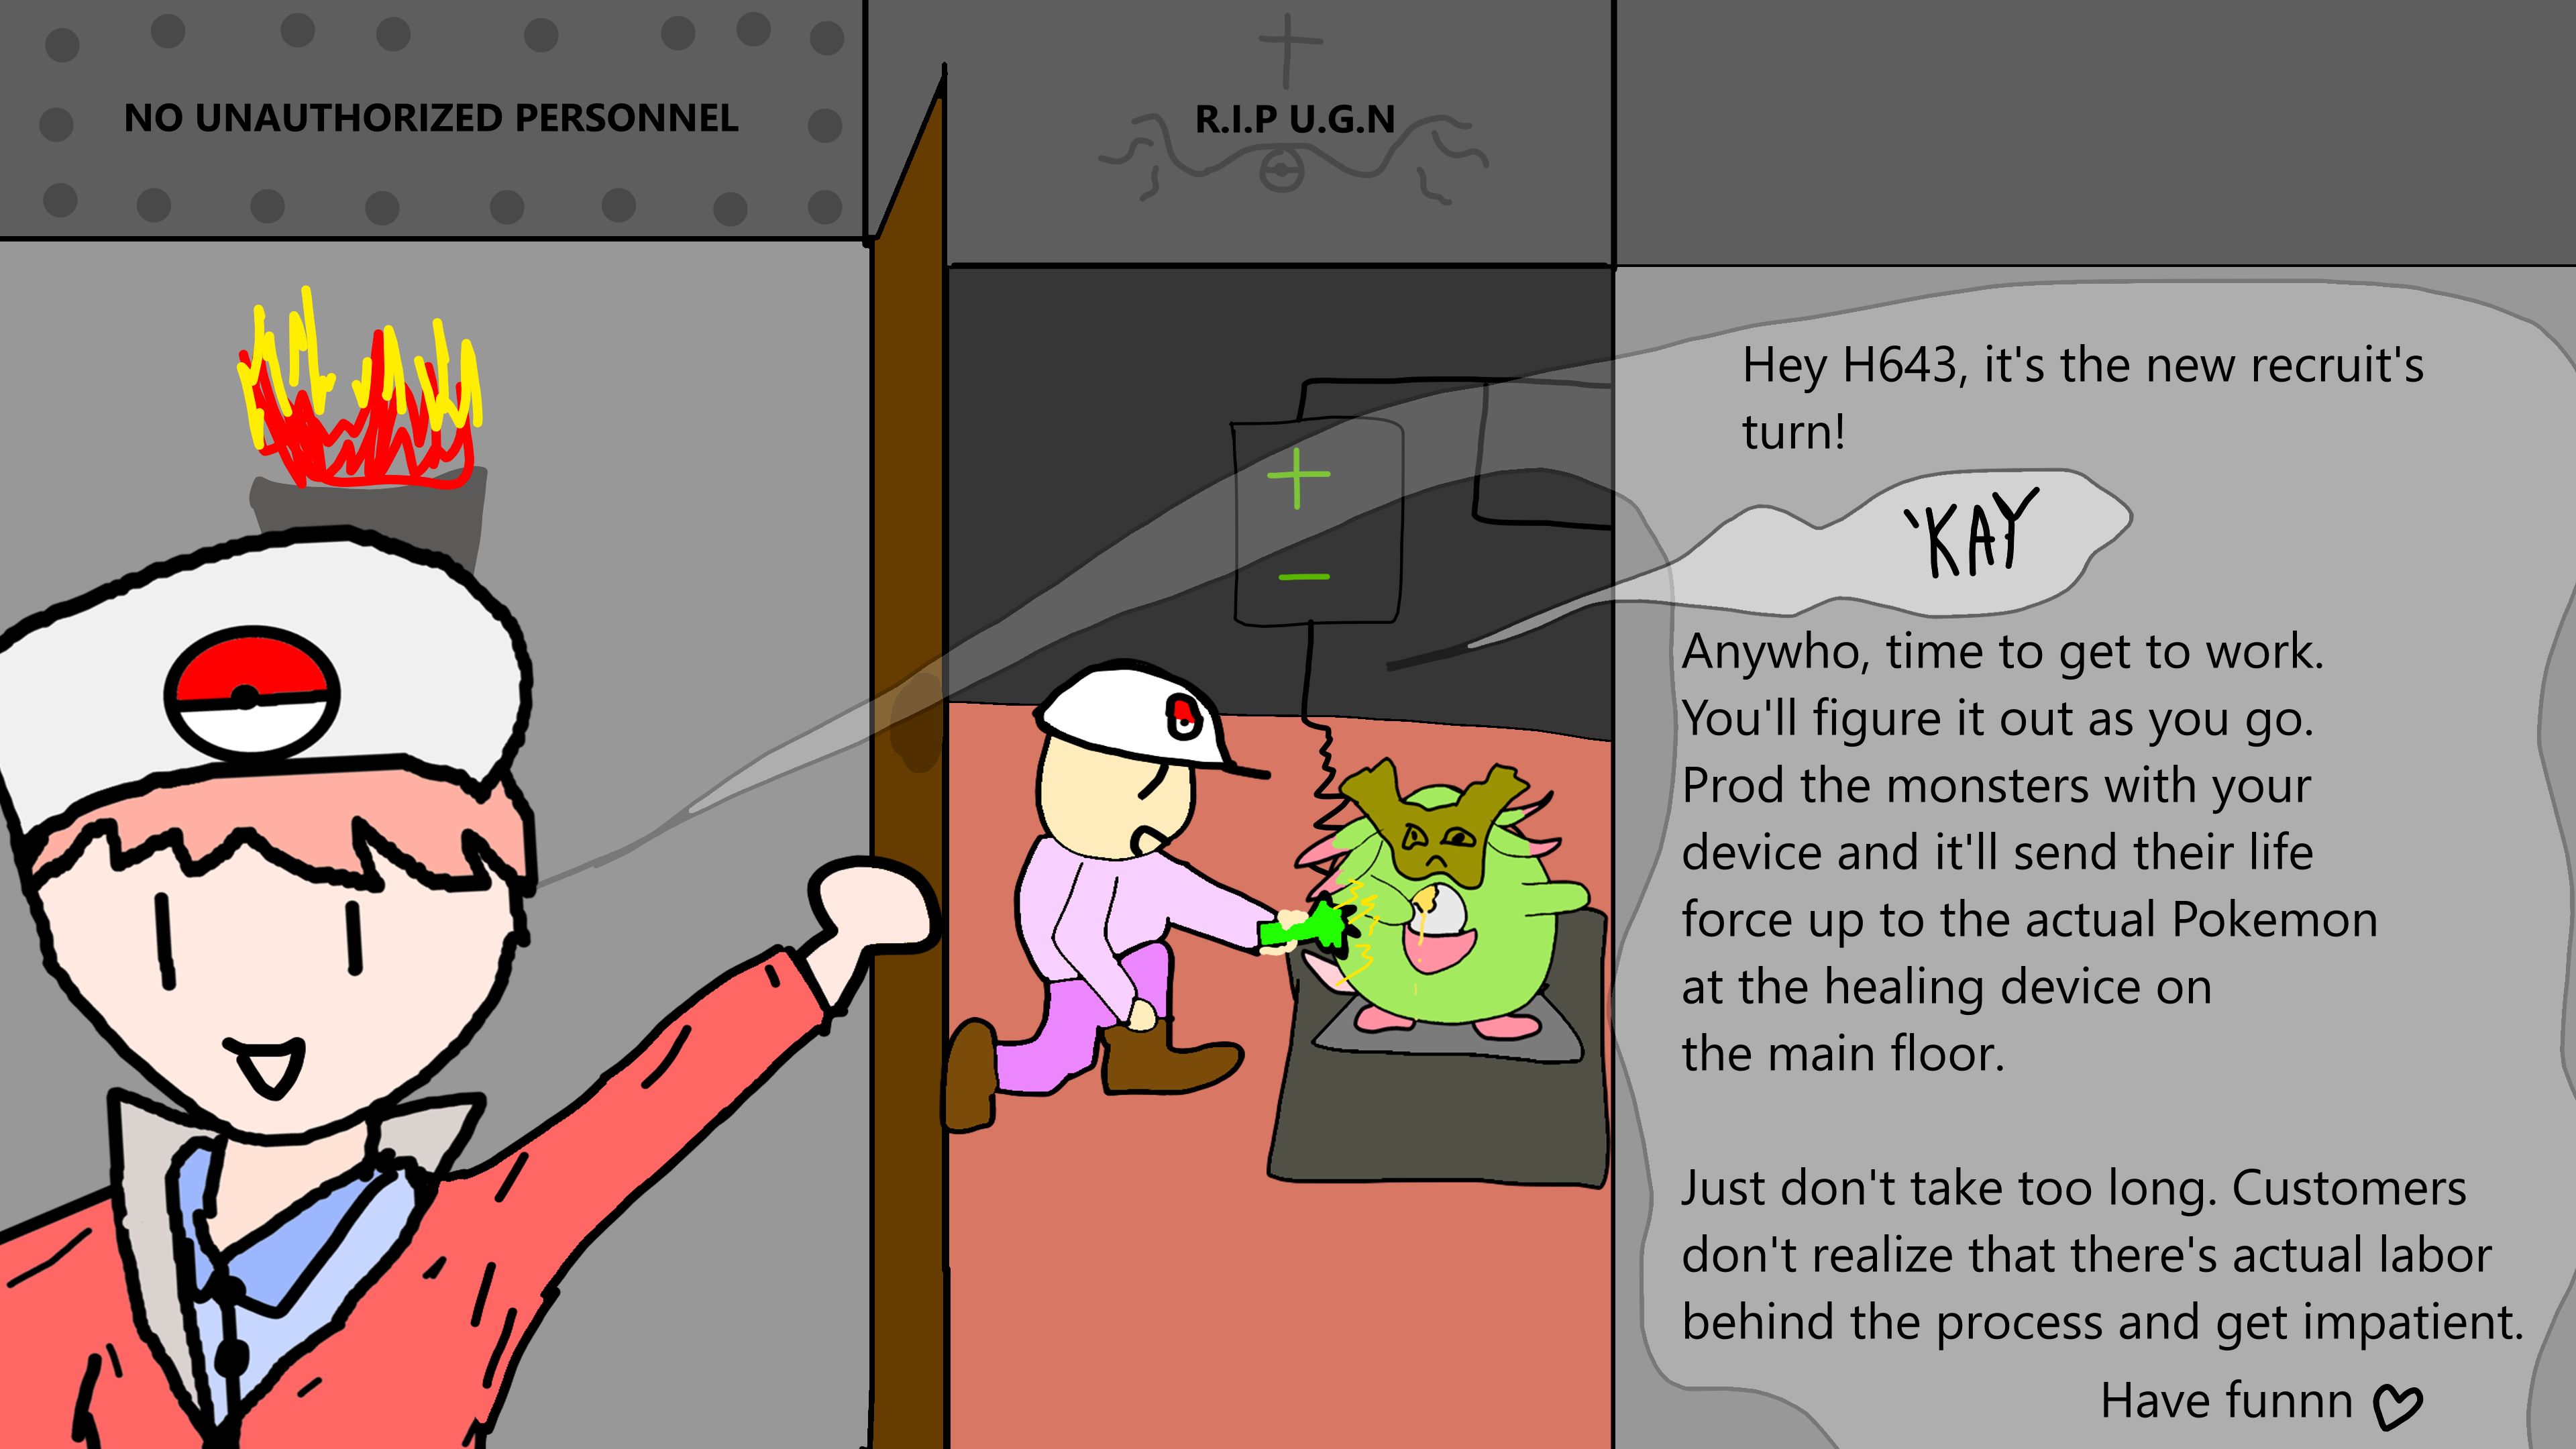 NO UNAUTHORIZED PERSONNEL
R.I.P U.G.N
Hey H643, it's the new recruit's
turn!
'KAY
Anywho, time to get to work.
You'll figure it out as you go.
Prod the monsters with your
device and it'll send their life
force up to the actual Pokemon
at the healing device on
the main floor.
Just don't take too long. Customers
don't realize that there's actual labor
behind the process and get impatient.
Have funnn ♡